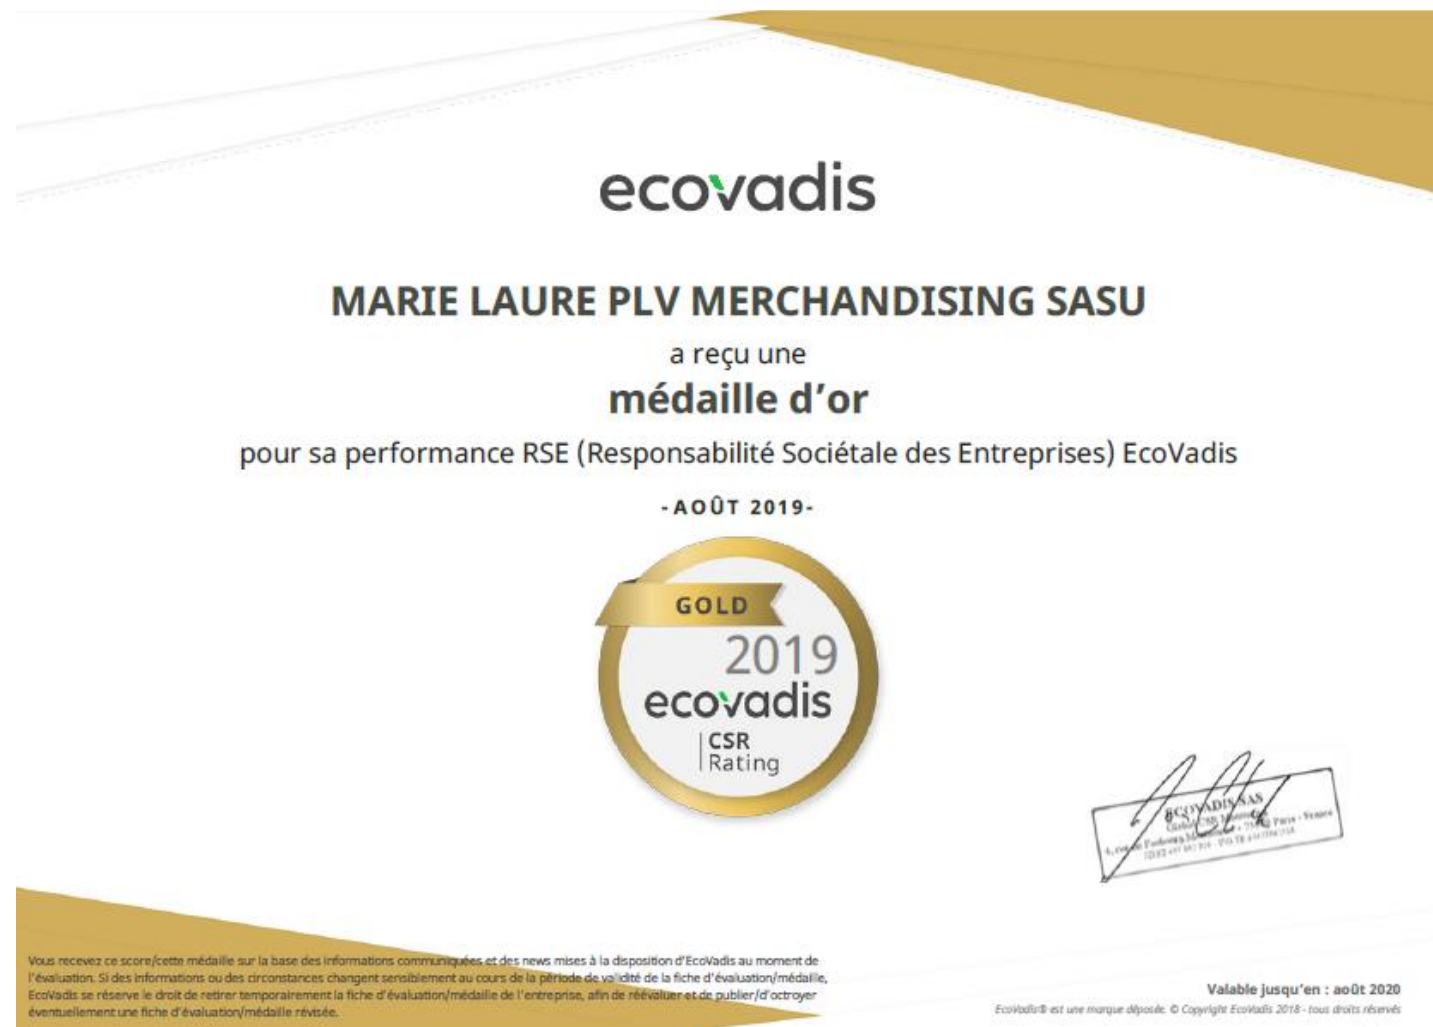 ecovadis
MARIE LAURE PLV MERCHANDISING SASU
a reçu une
médaille d’or
pour sa performance RSE (Responsabilité Sociétale des Entreprises) EcoVadis
-AOÛT 2019-
GOLD
2019
ecovadis
CSR
Rating
ECOVADIS SAS
Vous recevez ce score/cette médaille sur la base des informations communiquées et des news mises à la disposition d’EcoVadis au moment de
l’évaluation. Si des informations ou des circonstances changent sensiblement au cours de la période de validité de la fiche d’évaluation/médaille,
EcoVadis se réserve le droit de retirer temporairement la fiche d’évaluation/médaille de l’entreprise, afin de réévaluer et de publier/d’octroyer
éventuellement une fiche d’évaluation/médaille révisée.
Valable jusqu’en : août 2020
EcoVadis® est une marque déposée. © Copyright EcoVadis 2018 - tous droits réservés